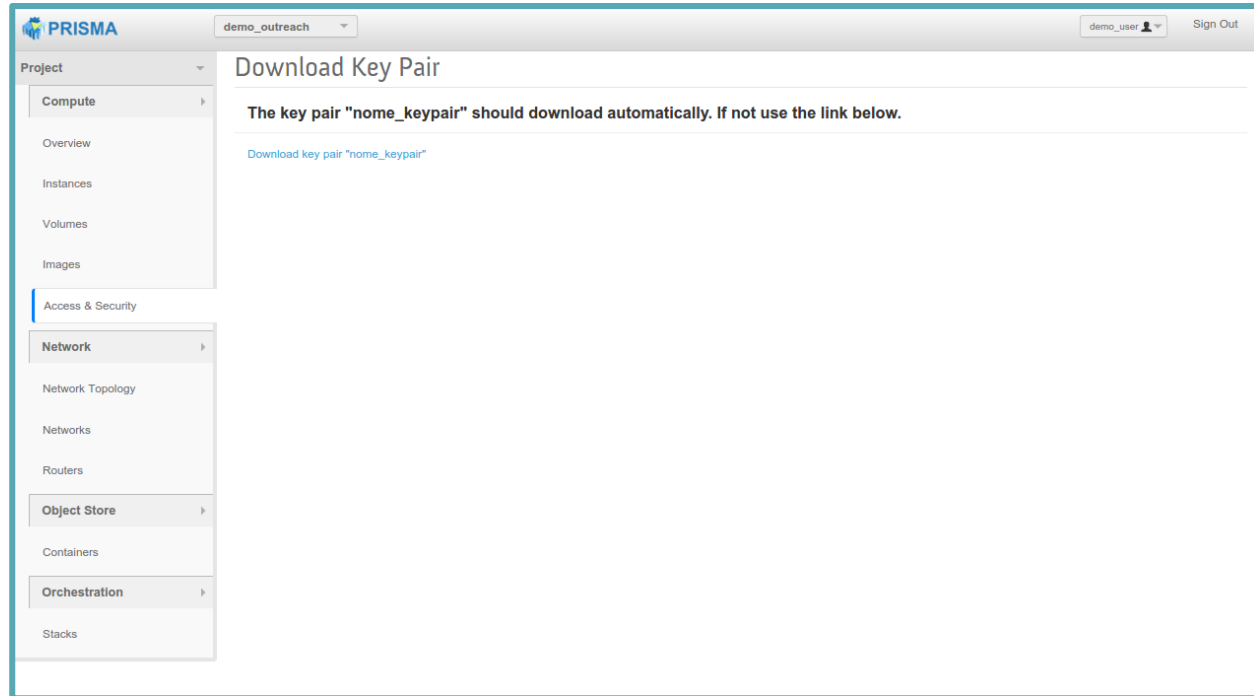 PRISMA
demo_outreach
demo_user
Sign Out
Project
Compute
Overview
Instances
Volumes
Images
Access & Security
Network
Network Topology
Networks
Routers
Object Store
Containers
Orchestration
Stacks
Download Key Pair
The key pair "nome_keypair" should download automatically. If not use the link below.
Download key pair "nome_keypair"